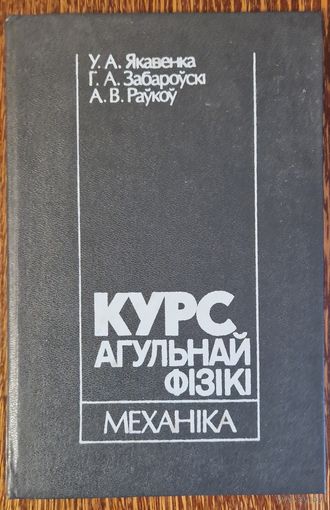 У. А. Якавенка
Г. А. Забароўскі
А. В. Раўкоў
КУРС
АГУЛЬНАЙ
ФІЗІКІ
МЕХАНІКА